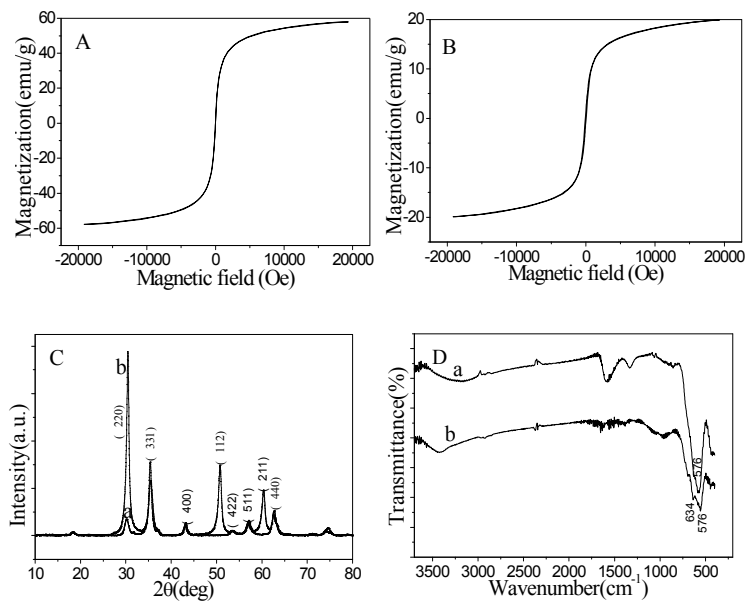 A
Magnetization(emu/g)
60
40
20
0
-20
-40
-60
-20000 -10000 0 10000 20000
Magnetic field (Oe)
B
Magnetization(emu/g)
20
10
0
-10
-20
-20000 -10000 0 10000 20000
Magnetic field (Oe)
C
Intensity(a.u.)
b
( 220)
( 331)
( 400)
( 112)
( 422)
( 511)
( 211)
( 440)
10 20 30 40 50 60 70 80
2θ(deg)
D
Transmittance(%)
a
b
576
634
576
3500 3000 2500 2000 1500 1000 500
Wavenumber(cm-1)